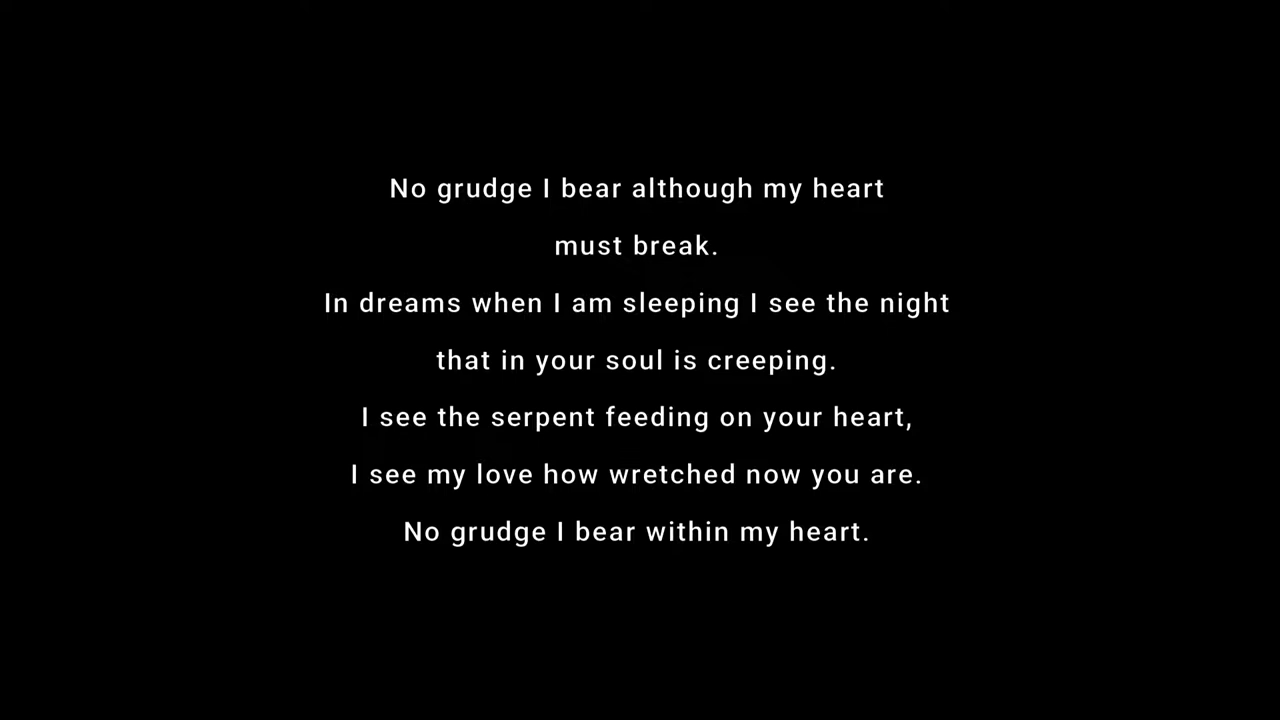 No grudge I bear although my heart
must break.
In dreams when I am sleeping I see the night
that in your soul is creeping.
I see the serpent feeding on your heart,
I see my love how wretched now you are.
No grudge I bear within my heart.